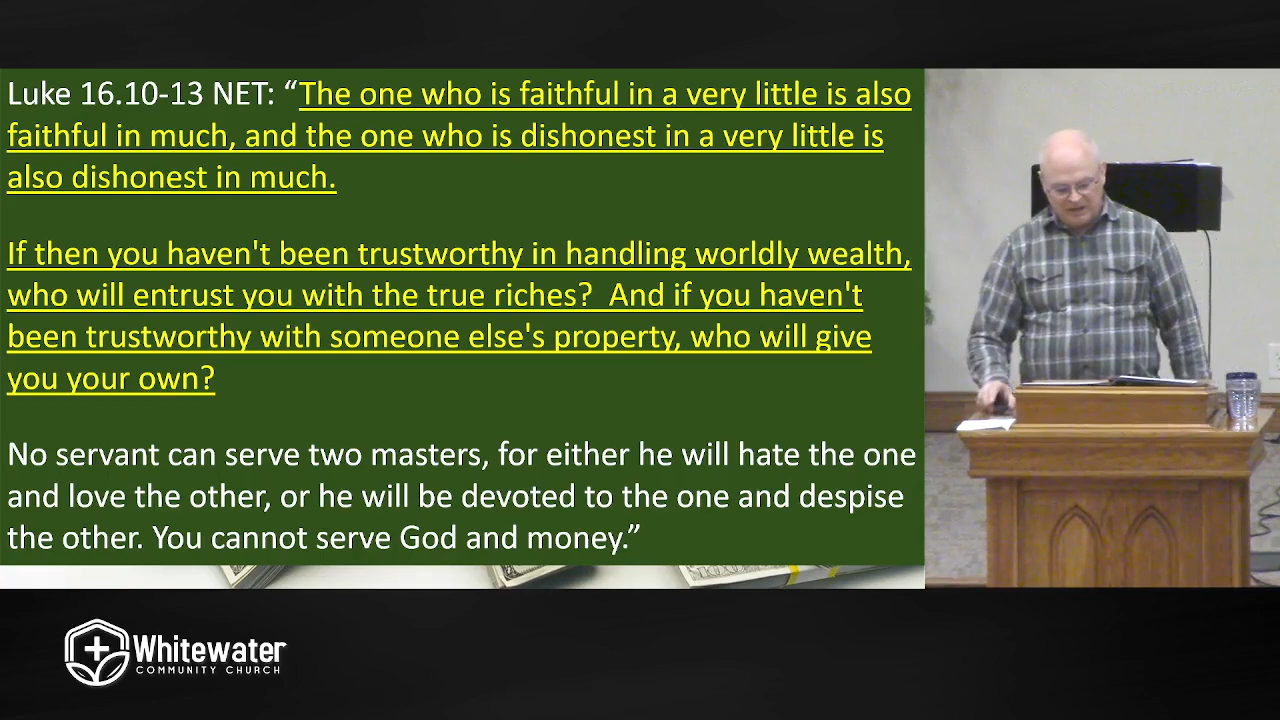 Luke 16.10-13 NET: “The one who is faithful in a very little is also
faithful in much, and the one who is dishonest in a very little is
also dishonest in much.
If then you haven't been trustworthy in handling worldly wealth,
who will entrust you with the true riches?  And if you haven't
been trustworthy with someone else's property, who will give
you your own?
No servant can serve two masters, for either he will hate the one
and love the other, or he will be devoted to the one and despise
the other. You cannot serve God and money.”
Whitewater
COMMUNITY CHURCH